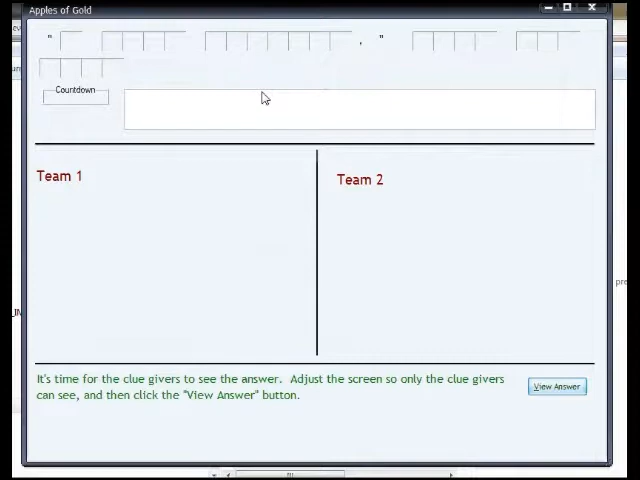 Apples of Gold
" , "
Countdown
Team 1
Team 2
It's time for the clue givers to see the answer. Adjust the screen so only the clue givers
can see, and then click the "View Answer" button.
View Answer